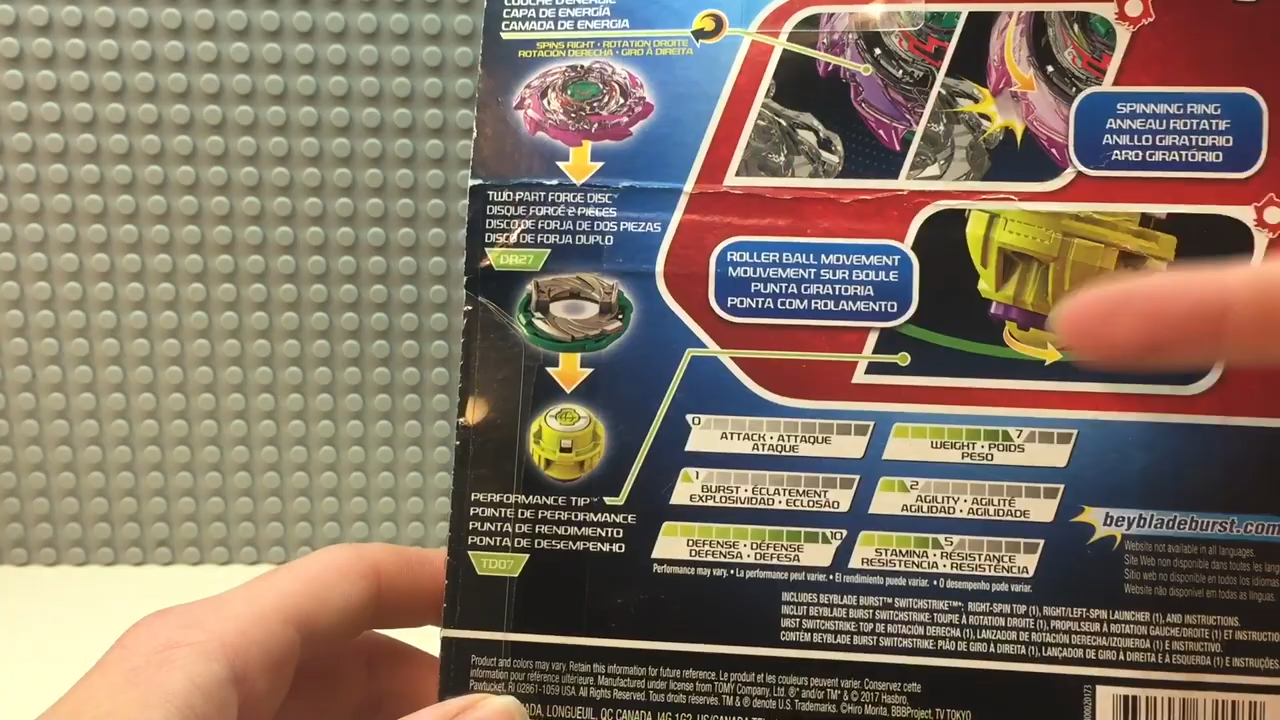 COUCHE D'ÉNERGIE
CAPA DE ENERGÍA
CAMADA DE ENERGIA
SPINS RIGHT • ROTATION DROITE
ROTACIÓN DERECHA • GIRO À DIREITA
SPINNING RING
ANNEAU ROTATIF
ANILLO GIRATORIO
ARO GIRATÓRIO
TWO-PART FORGE DISC™
DISQUE FORGÉ 2 PIÈCES
DISCO DE FORJA DE DOS PIEZAS
DISCO DE FORJA DUPLO
DR27
ROLLER BALL MOVEMENT
MOUVEMENT SUR BOULE
PUNTA GIRATORIA
PONTA COM ROLAMENTO
PERFORMANCE TIP™
POINTE DE PERFORMANCE
PUNTA DE RENDIMIENTO
PONTA DE DESEMPENHO
TD07
0
ATTACK • ATTAQUE
ATAQUE
7
WEIGHT • POIDS
PESO
1
BURST • ÉCLATEMENT
EXPLOSIVIDAD • ECLOSÃO
2
AGILITY • AGILITÉ
AGILIDAD • AGILIDADE
10
DEFENSE • DÉFENSE
DEFENSA • DEFESA
5
STAMINA • RÉSISTANCE
RESISTENCIA • RESISTÊNCIA
Performance may vary. • La performance peut varier. • El rendimiento puede variar. • O desempenho pode variar.
beybladeburst.com
Website not available in all languages.
Site Web non disponible dans toutes les lang
Sitio web no disponible en todos los idiomas
Website não disponível em todas as línguas.
INCLUDES BEYBLADE BURST™ SWITCHSTRIKE™: RIGHT-SPIN TOP (1), RIGHT/LEFT-SPIN LAUNCHER (1), AND INSTRUCTIONS.
INCLUT BEYBLADE BURST SWITCHSTRIKE: TOUPIE À ROTATION DROITE (1), PROPULSEUR À ROTATION GAUCHE/DROITE (1) ET INSTRUCTIO
URST SWITCHSTRIKE: TOP DE ROTACIÓN DERECHA (1), LANZADOR DE ROTACIÓN DERECHA/IZQUIERDA (1) E INSTRUCTIVO.
CONTÉM BEYBLADE BURST SWITCHSTRIKE: PIÃO DE GIRO À DIREITA (1), LANÇADOR DE GIRO À DIREITA E À ESQUERDA (1) E INSTRUÇÕES
Product and colors may vary. Retain this information for future reference. Le produit et les couleurs peuvent varier. Conservez cette
information pour référence ultérieure. Manufactured under license from TOMY Company, Ltd. ®* and/or TM* & © 2017 Hasbro,
Pawtucket, RI 02861-1059 USA. All Rights Reserved. Tous droits réservés. TM & ® denote U.S. Trademarks. ©Hiro Morita, BBBProject, TV TOKYO
ADA, LONGUEUIL, QC CANADA, J4G 1G2.